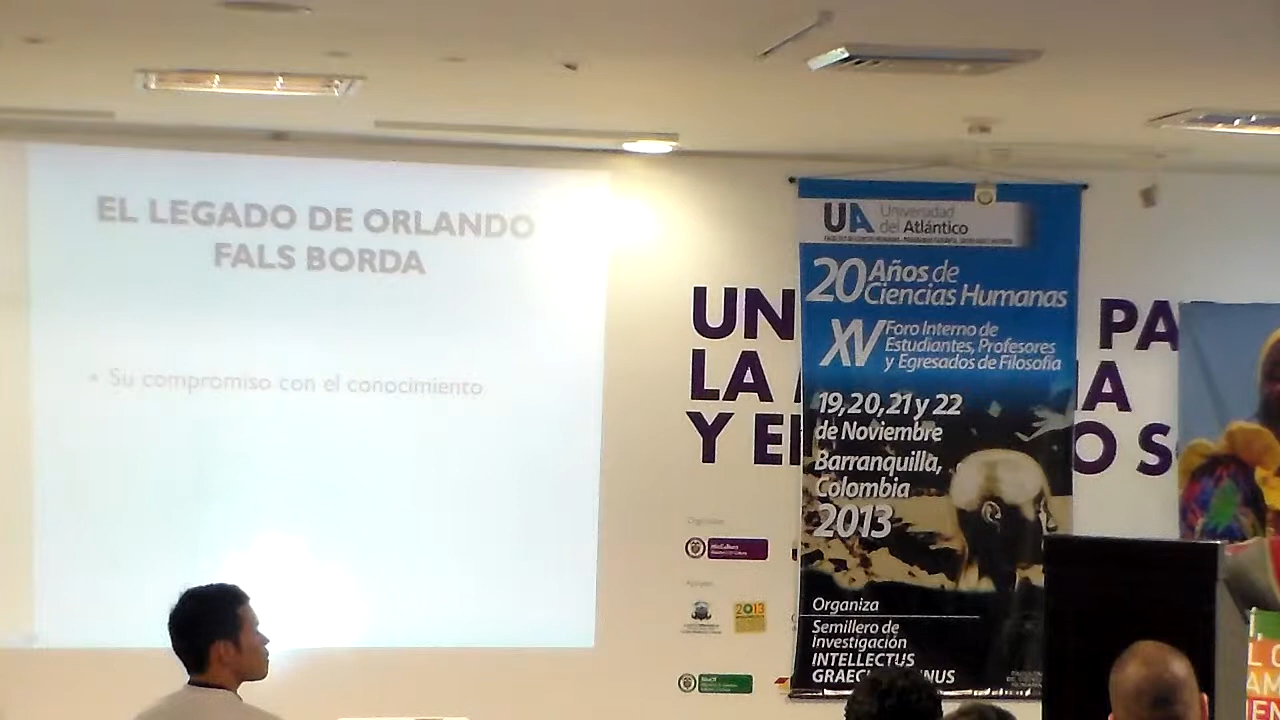 EL LEGADO DE ORLANDO
FALS BORDA
• Su compromiso con el conocimiento
UA Universidad
del Atlántico
20 Años de
Ciencias Humanas
XV Foro Interno de
Estudiantes, Profesores
y Egresados de Filosofía
19, 20, 21 y 22
de Noviembre
Barranquilla,
Colombia
2013
Organiza
Semillero de
Investigación
INTELLECTUS
UN PA
LA A
Y O S
MinCultura
2013